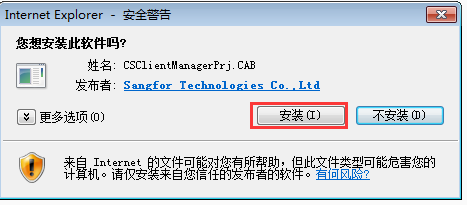 Internet Explorer - 安全警告
您想安装此软件吗?
姓名: CSClientManagerPrj.CAB
发布者: Sangfor Technologies Co.,Ltd
更多选项(O)
安装(I)
不安装(D)
来自 Internet 的文件可能对您有所帮助，但此文件类型可能危害您的
计算机。请仅安装来自您信任的发布者的软件。有何风险?